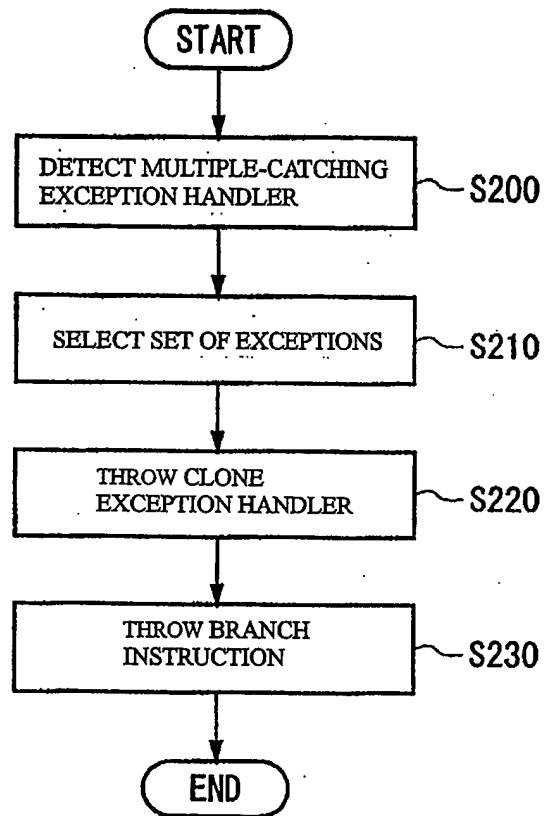 START
DETECT MULTIPLE-CATCHING
EXCEPTION HANDLER
S200
SELECT SET OF EXCEPTIONS
S210
THROW CLONE
EXCEPTION HANDLER
S220
THROW BRANCH
INSTRUCTION
S230
END